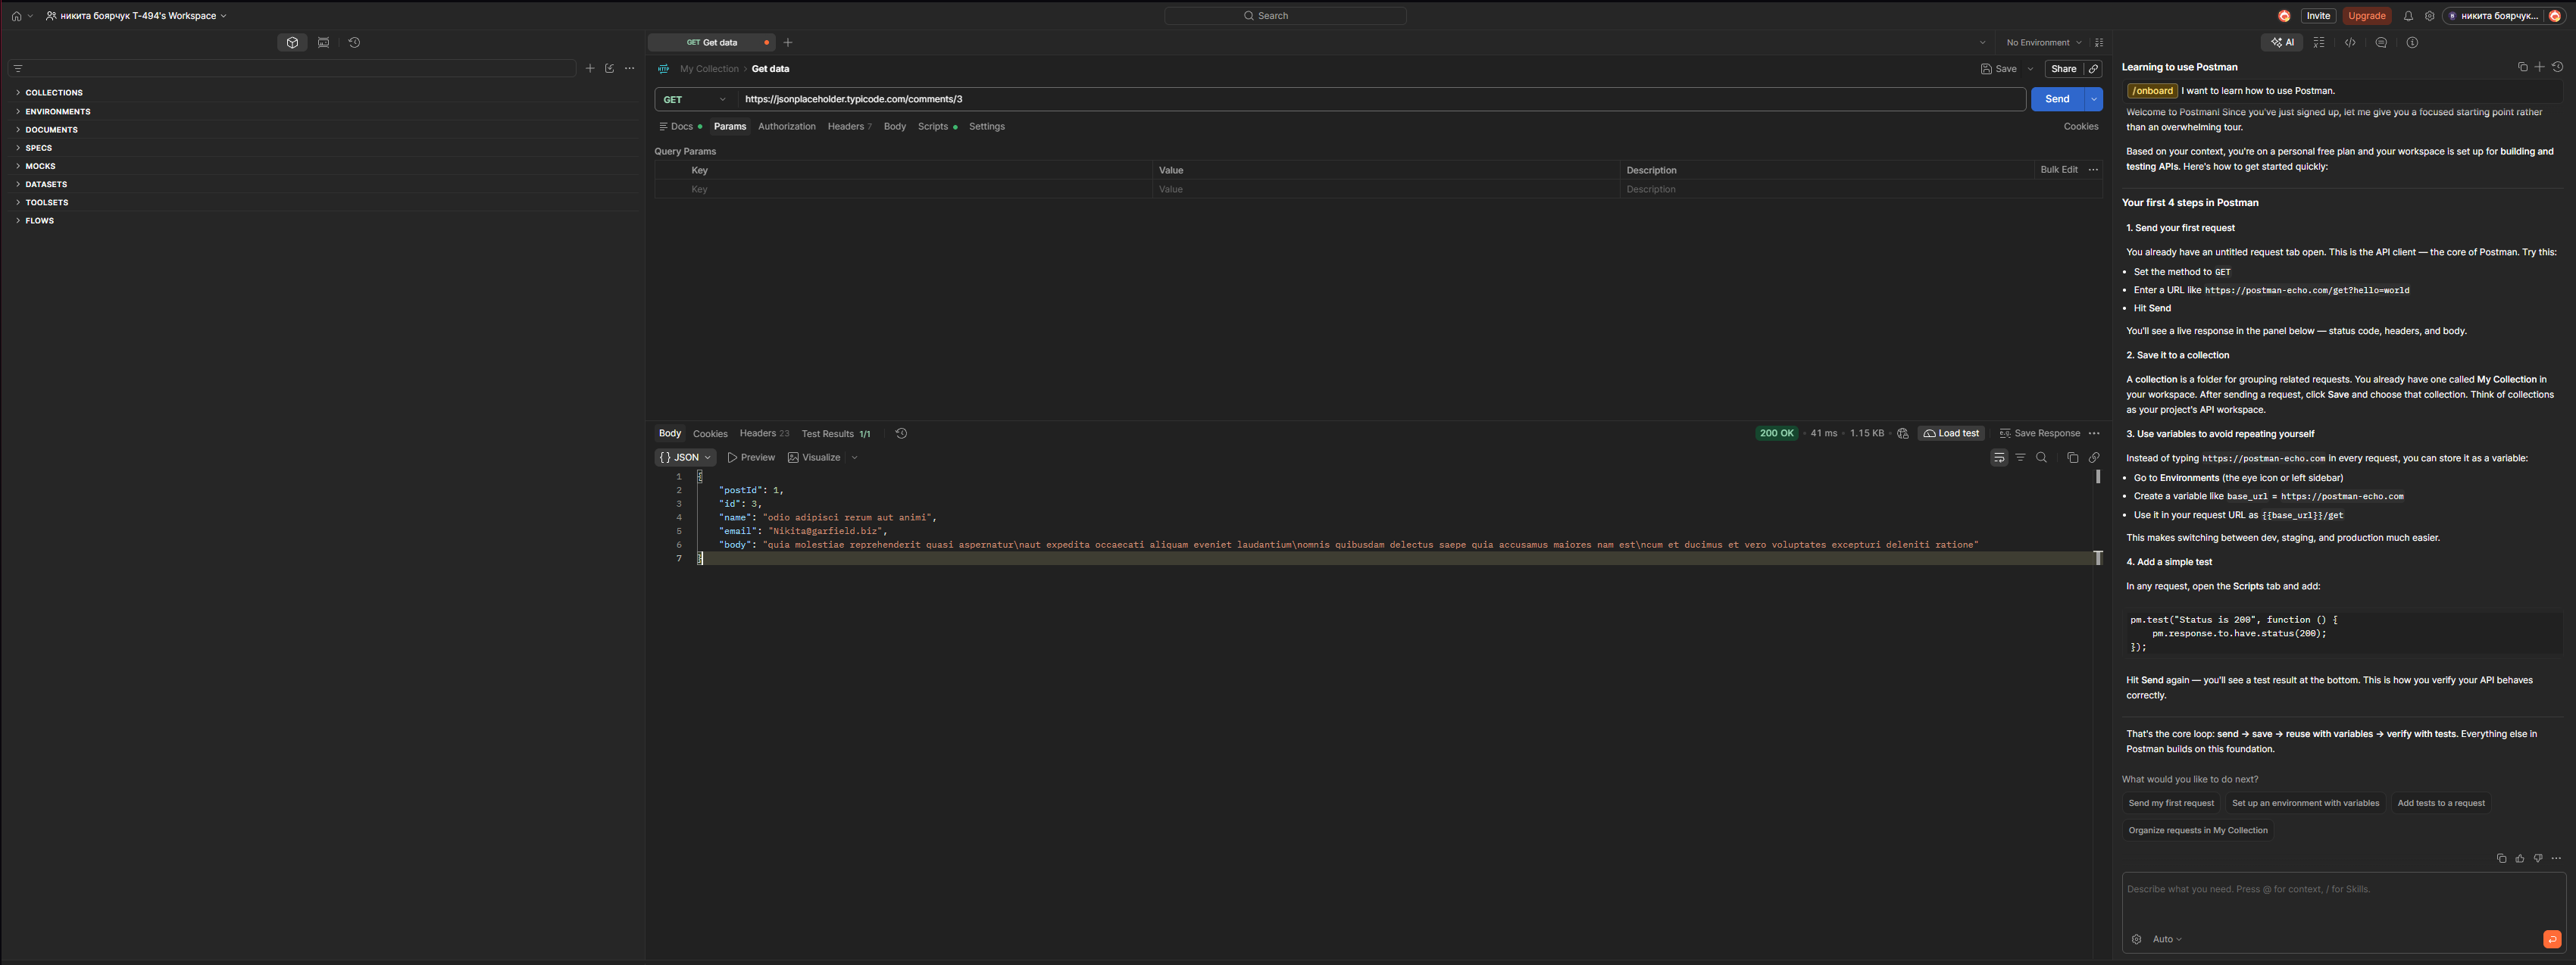 никита боярчук Т-494's Workspace
Search
Invite
Upgrade
никита боярчук...
GET Get data
No Environment
AI
COLLECTIONS
ENVIRONMENTS
DOCUMENTS
SPECS
MOCKS
DATASETS
TOOLSETS
FLOWS
HTTP
My Collection > Get data
Save
Share
GET
https://jsonplaceholder.typicode.com/comments/3
Send
Docs Params Authorization Headers 7 Body Scripts Settings
Cookies
Query Params
Key Value Description Bulk Edit
Key Value Description
Body Cookies Headers 23 Test Results 1/1
200 OK • 41 ms • 1.15 KB
Load test
Save Response
{} JSON Preview Visualize
1 {
2 "postId": 1,
3 "id": 3,
4 "name": "odio adipisci rerum aut animi",
5 "email": "Nikita@garfield.biz",
6 "body": "quia molestiae reprehenderit quasi aspernatur\naut expedita occaecati aliquam eveniet laudantium\nomnis quibusdam delectus saepe quia accusamus maiores nam est\ncum et ducimus et vero voluptates excepturi deleniti ratione"
7 }
Learning to use Postman
/onboard I want to learn how to use Postman.
Welcome to Postman! Since you've just signed up, let me give you a focused starting point rather
than an overwhelming tour.
Based on your context, you're on a personal free plan and your workspace is set up for building and
testing APIs. Here's how to get started quickly:
Your first 4 steps in Postman
1. Send your first request
You already have an untitled request tab open. This is the API client — the core of Postman. Try this:
• Set the method to GET
• Enter a URL like https://postman-echo.com/get?hello=world
• Hit Send
You'll see a live response in the panel below — status code, headers, and body.
2. Save it to a collection
A collection is a folder for grouping related requests. You already have one called My Collection in
your workspace. After sending a request, click Save and choose that collection. Think of collections
as your project's API workspace.
3. Use variables to avoid repeating yourself
Instead of typing https://postman-echo.com in every request, you can store it as a variable:
• Go to Environments (the eye icon or left sidebar)
• Create a variable like base_url = https://postman-echo.com
• Use it in your request URL as {{base_url}}/get
This makes switching between dev, staging, and production much easier.
4. Add a simple test
In any request, open the Scripts tab and add:
pm.test("Status is 200", function () {
pm.response.to.have.status(200);
});
Hit Send again — you'll see a test result at the bottom. This is how you verify your API behaves
correctly.
That's the core loop: send → save → reuse with variables → verify with tests. Everything else in
Postman builds on this foundation.
What would you like to do next?
Send my first request
Set up an environment with variables
Add tests to a request
Organize requests in My Collection
Describe what you need. Press @ for context, / for Skills.
Auto